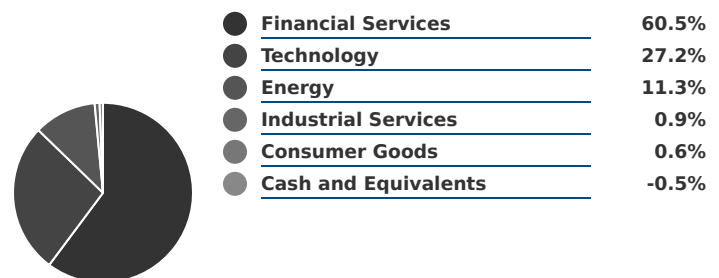 Financial Services 60.5%
Technology 27.2%
Energy 11.3%
Industrial Services 0.9%
Consumer Goods 0.6%
Cash and Equivalents -0.5%